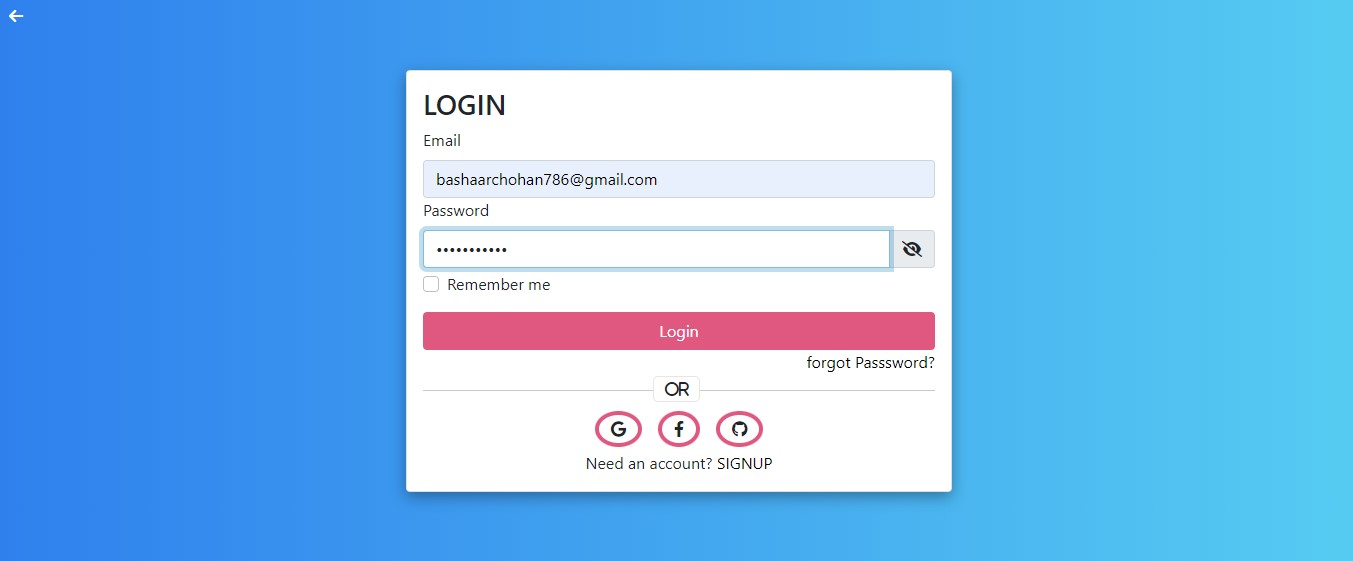 LOGIN
Email
bashaarchohan786@gmail.com
Password
•••••••••••
Remember me
Login
forgot Passsword?
OR
Need an account? SIGNUP